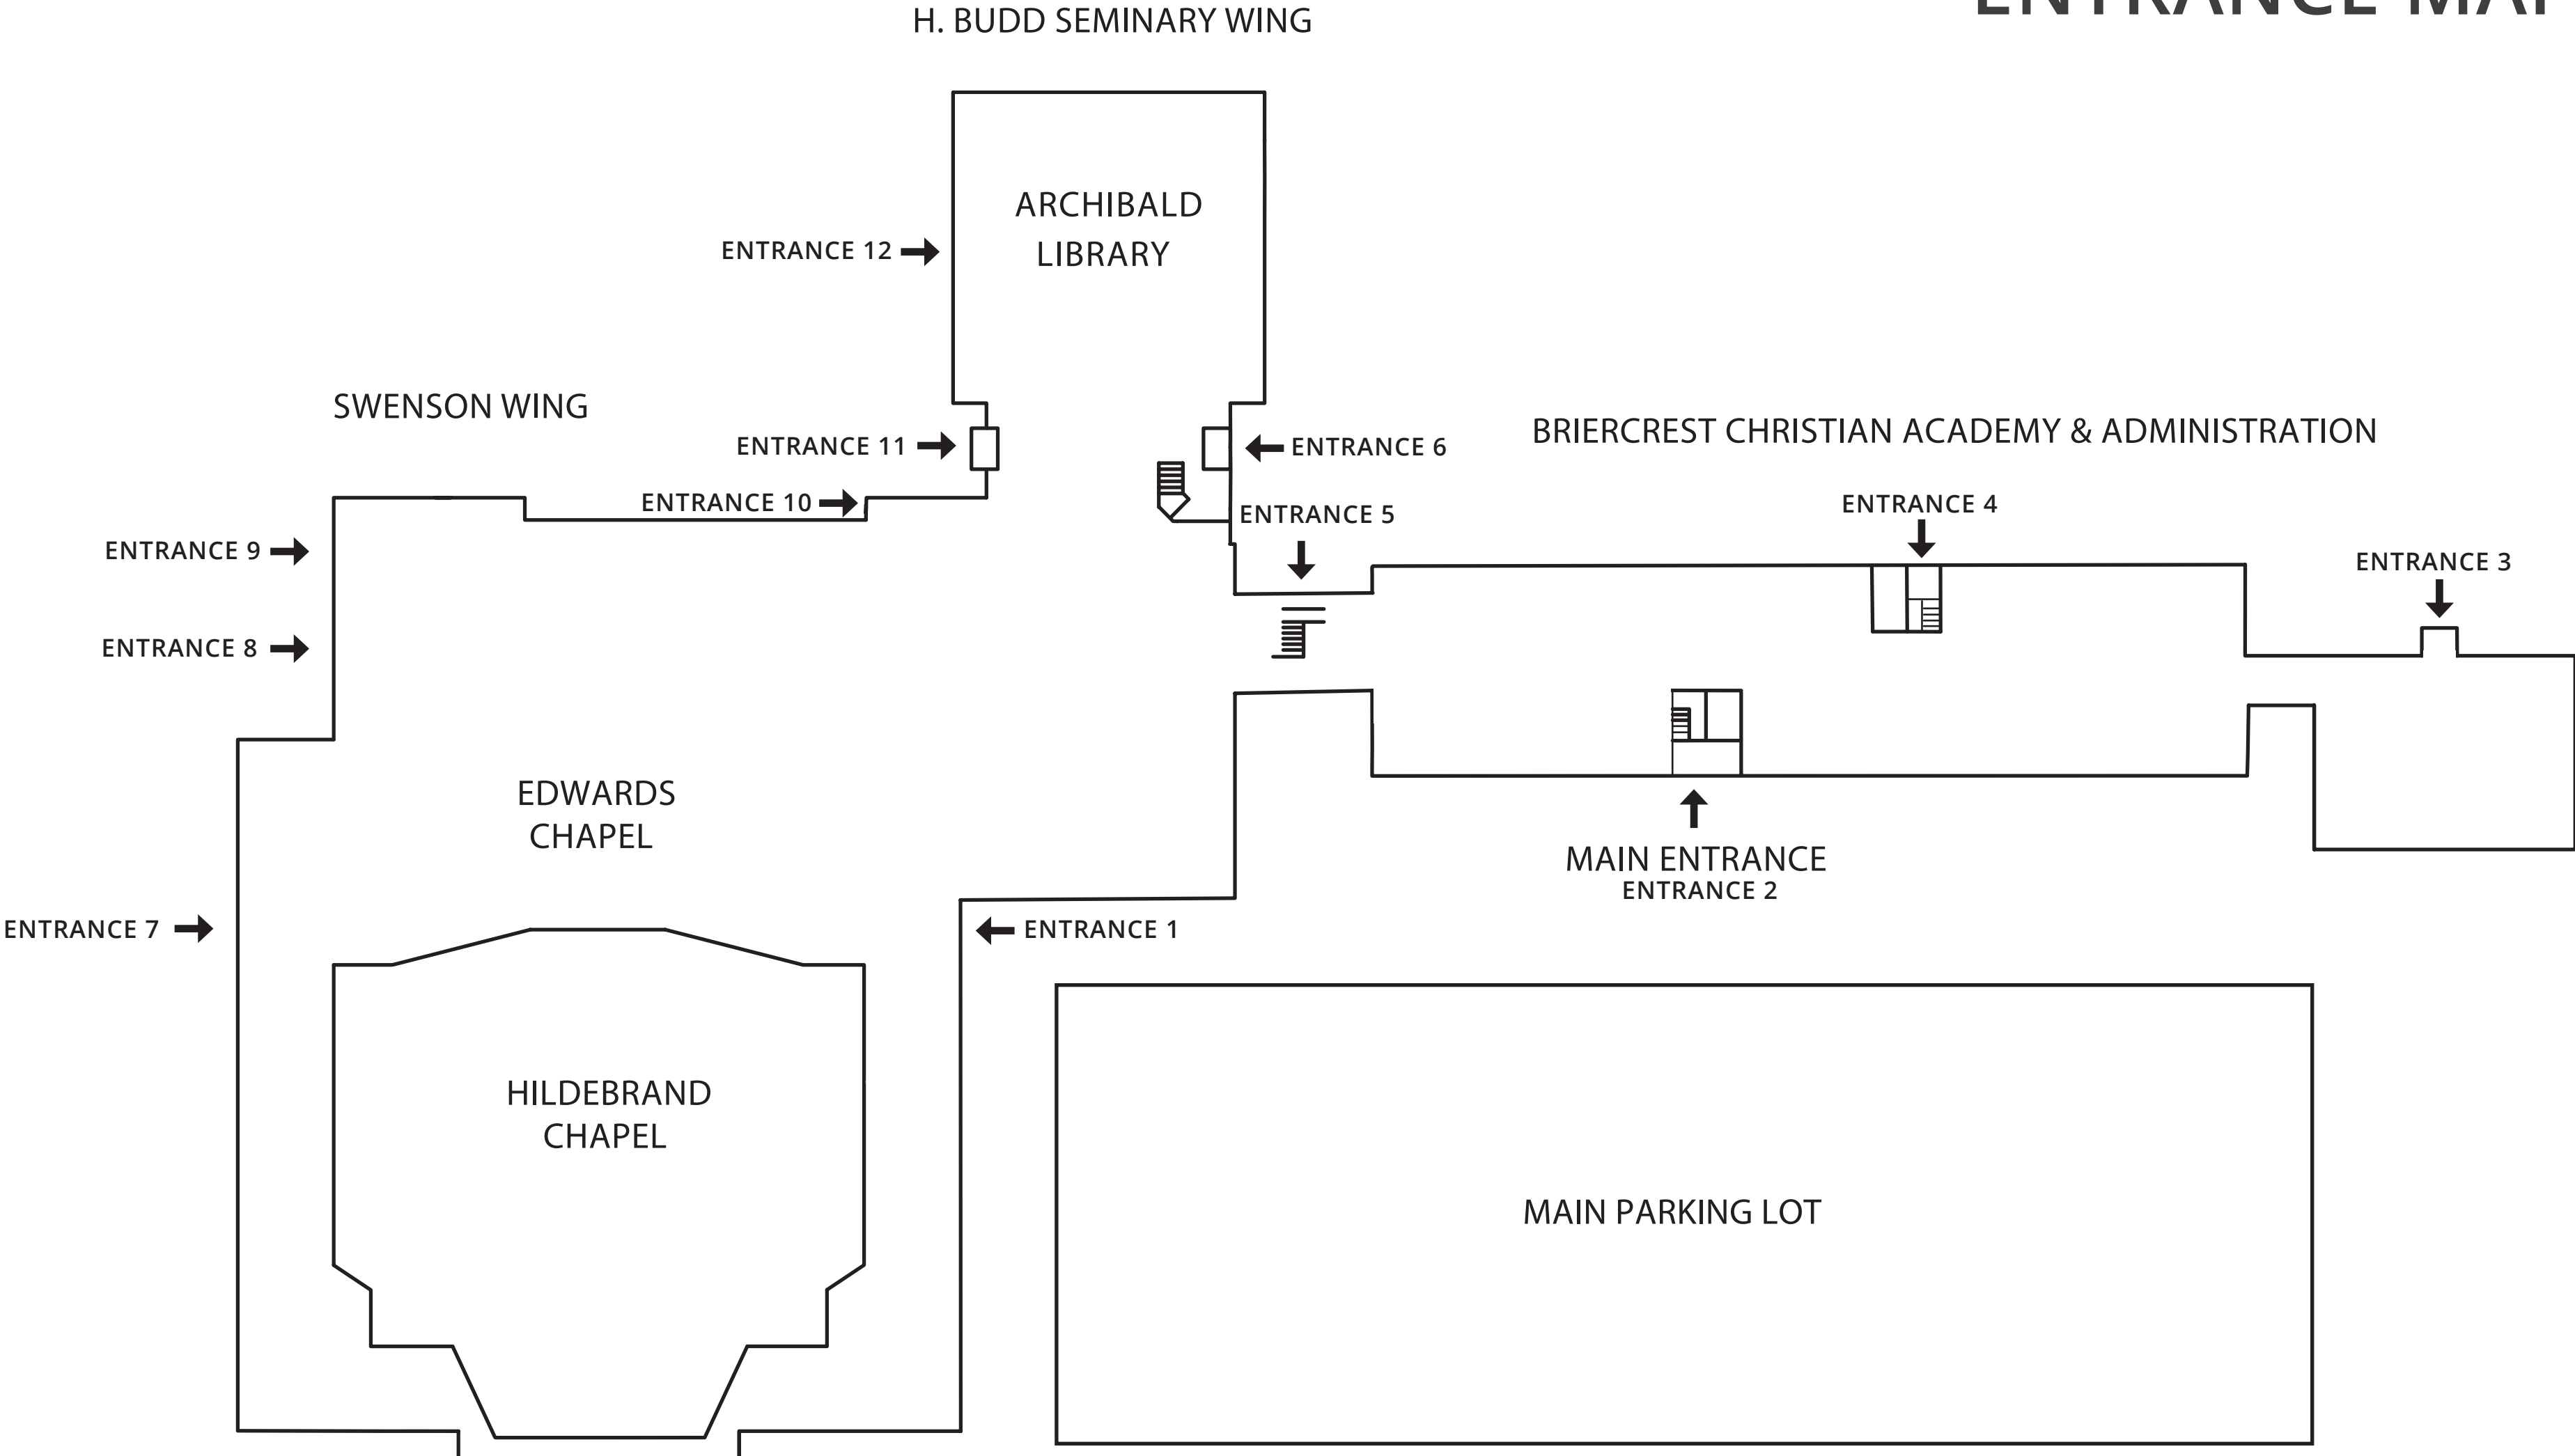 ENTRANCE MAP
H. BUDD SEMINARY WING
ARCHIBALD
LIBRARY
ENTRANCE 12
SWENSON WING
BRIERCREST CHRISTIAN ACADEMY & ADMINISTRATION
ENTRANCE 11
ENTRANCE 6
ENTRANCE 10
ENTRANCE 5
ENTRANCE 4
ENTRANCE 9
ENTRANCE 3
ENTRANCE 8
EDWARDS
CHAPEL
MAIN ENTRANCE
ENTRANCE 2
ENTRANCE 7
ENTRANCE 1
HILDEBRAND
CHAPEL
MAIN PARKING LOT